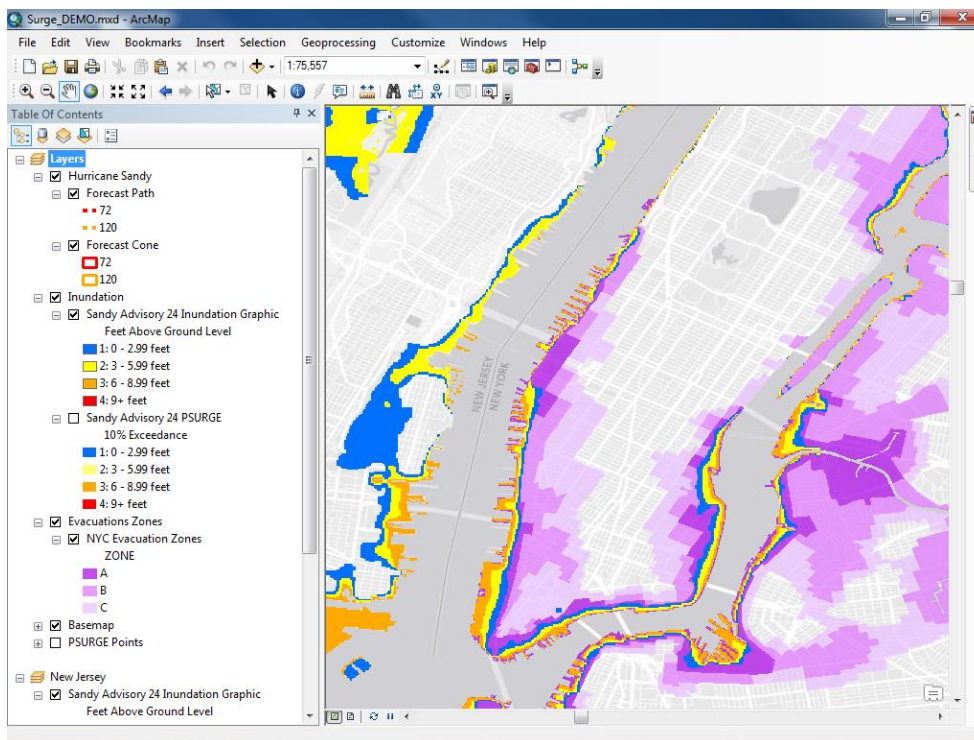 Surge_DEMO.mxd - ArcMap
File Edit View Bookmarks Insert Selection Geoprocessing Customize Windows Help
1:75,557
Table Of Contents
Layers
Hurricane Sandy
Forecast Path
72
120
Forecast Cone
72
120
Inundation
Sandy Advisory 24 Inundation Graphic
Feet Above Ground Level
1: 0 - 2.99 feet
2: 3 - 5.99 feet
3: 6 - 8.99 feet
4: 9+ feet
Sandy Advisory 24 PSURGE
10% Exceedance
1: 0 - 2.99 feet
2: 3 - 5.99 feet
3: 6 - 8.99 feet
4: 9+ feet
Evacuations Zones
NYC Evacuation Zones
ZONE
A
B
C
Basemap
PSURGE Points
New Jersey
Sandy Advisory 24 Inundation Graphic
Feet Above Ground Level
NEW JERSEY
NEW YORK